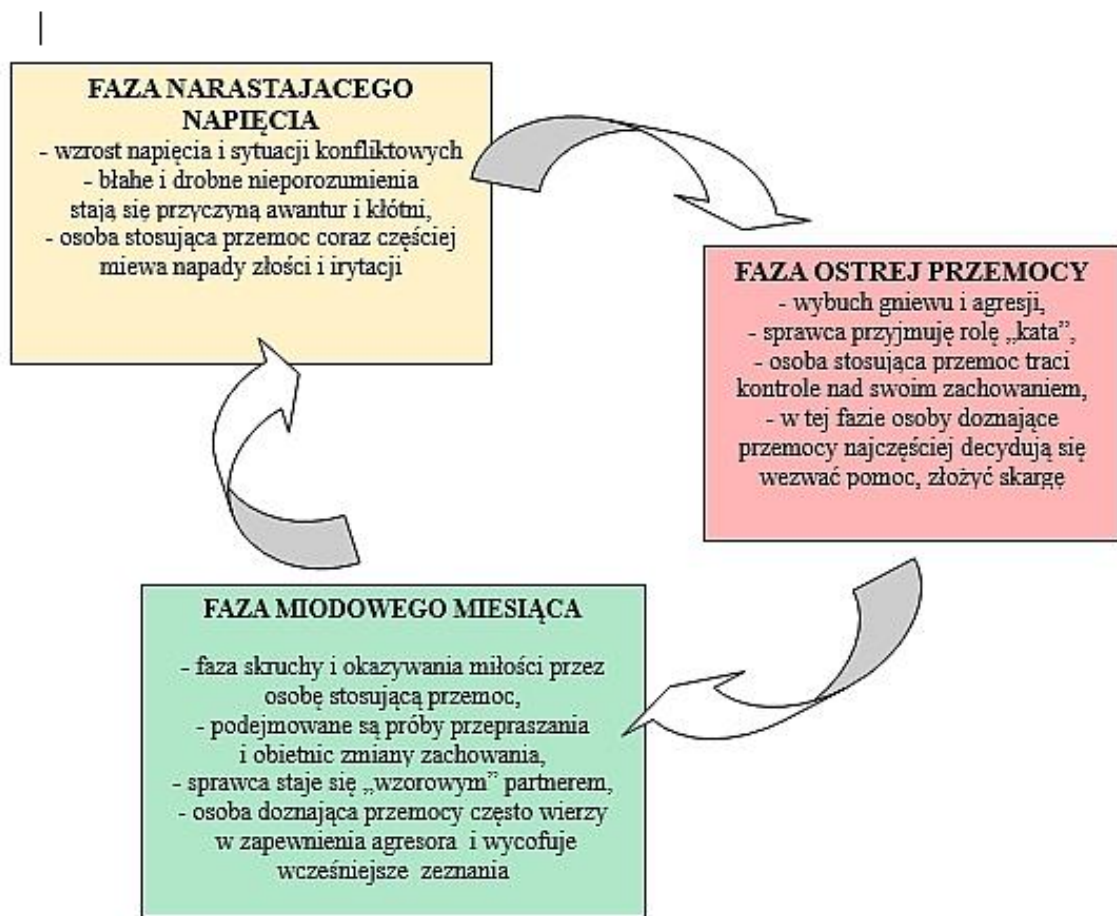 FAZA NARASTAJACEGO
NAPIĘCIA
- wzrost napięcia i sytuacji konfliktowych
- błahe i drobne nieporozumienia
stają się przyczyną awantur i kłótni,
- osoba stosująca przemoc coraz częściej
miewa napady złości i irytacji
FAZA OSTREJ PRZEMOCY
- wybuch gniewu i agresji,
- sprawca przyjmuję rolę „kata”,
- osoba stosująca przemoc traci
kontrole nad swoim zachowaniem,
- w tej fazie osoby doznające
przemocy najczęściej decydują się
wezwać pomoc, złożyć skargę
FAZA MIODOWEGO MIESIĄCA
- faza skruchy i okazywania miłości przez
osobę stosującą przemoc,
- podejmowane są próby przepraszania
i obietnic zmiany zachowania,
- sprawca staje się „wzorowym” partnerem,
- osoba doznająca przemocy często wierzy
w zapewnienia agresora i wycofuje
wcześniejsze zeznania